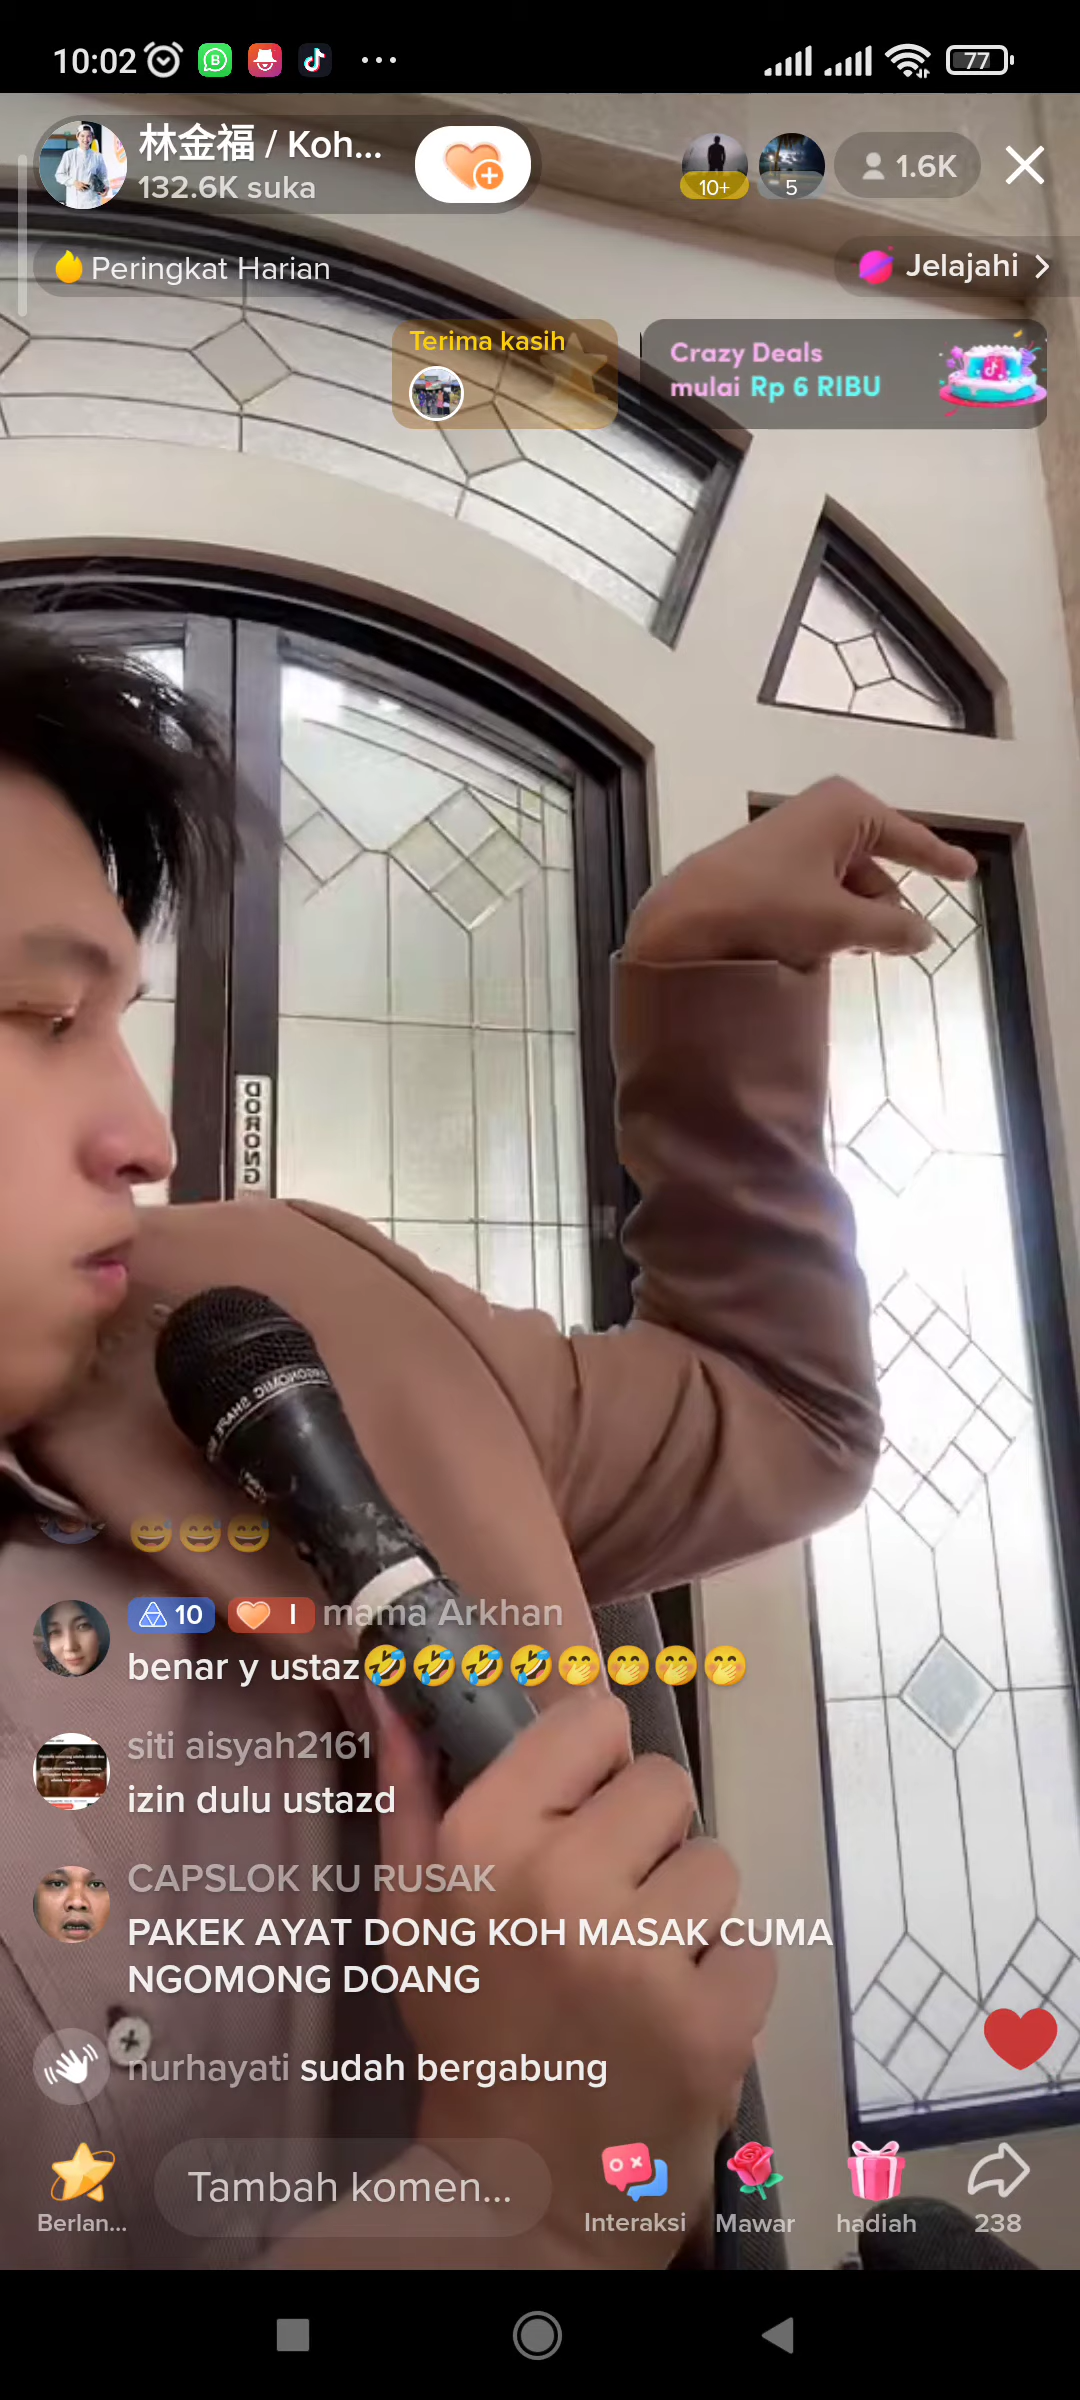 10:02
77
林金福 / Koh...
132.6K suka
10+
5
1.6K
Peringkat Harian
Jelajahi
Terima kasih
Crazy Deals
mulai Rp 6 RIBU
DORONG
😅😅😅
10 I mama Arkhan
benar y ustaz🤣🤣🤣🤣🤭🤭🤭🤭
siti aisyah2161
izin dulu ustazd
CAPSLOK KU RUSAK
PAKEK AYAT DONG KOH MASAK CUMA
NGOMONG DOANG
nurhayati sudah bergabung
Berlan...
Tambah komen...
Interaksi
Mawar
hadiah
238